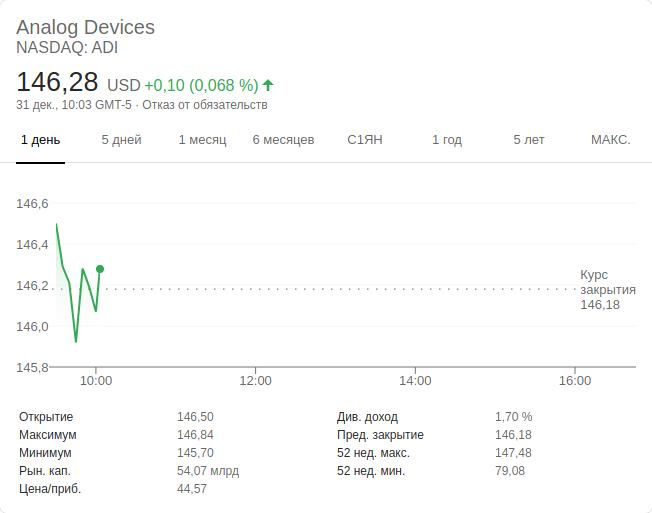 Analog Devices
NASDAQ: ADI
146,28 USD +0,10 (0,068 %)
31 дек., 10:03 GMT-5 · Отказ от обязательств
1 день 5 дней 1 месяц 6 месяцев С1ЯН 1 год 5 лет МАКС.
146,6
146,4
146,2
146,0
145,8
Курс
закрытия
146,18
10:00 12:00 14:00 16:00
Открытие 146,50 Див. доход 1,70 %
Максимум 146,84 Пред. закрытие 146,18
Минимум 145,70 52 нед. макс. 147,48
Рын. кап. 54,07 млрд 52 нед. мин. 79,08
Цена/приб. 44,57